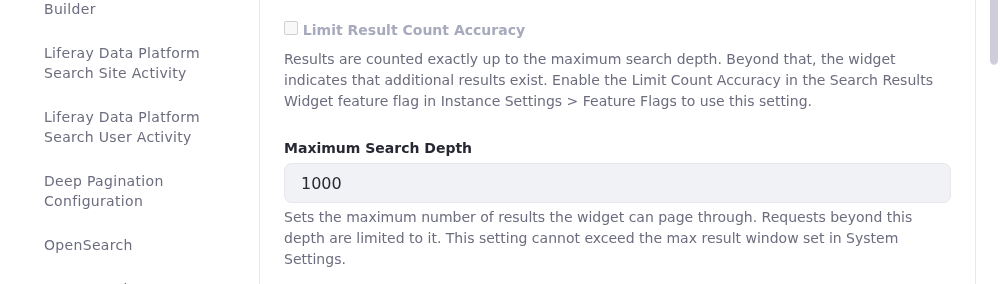 Builder
Liferay Data Platform
Search Site Activity
Liferay Data Platform
Search User Activity
Deep Pagination
Configuration
OpenSearch
Limit Result Count Accuracy
Results are counted exactly up to the maximum search depth. Beyond that, the widget
indicates that additional results exist. Enable the Limit Count Accuracy in the Search Results
Widget feature flag in Instance Settings > Feature Flags to use this setting.
Maximum Search Depth
1000
Sets the maximum number of results the widget can page through. Requests beyond this
depth are limited to it. This setting cannot exceed the max result window set in System
Settings.